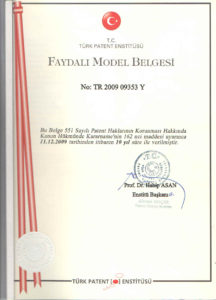 T.C.
TÜRK PATENT ENSTİTÜSÜ
FAYDALI MODEL BELGESİ
No: TR 2009 09353 Y
Bu Belge 551 Sayılı Patent Haklarının Korunması Hakkında
Kanun Hükmünde Kararname'nin 162 nci maddesi uyarınca
11.12.2009 tarihinden itibaren 10 yıl süre ile verilmiştir.
T.C.
Prof. Dr. Habip ASAN
Enstitü Başkanı
TÜRK PATENT ENSTİTÜSÜ